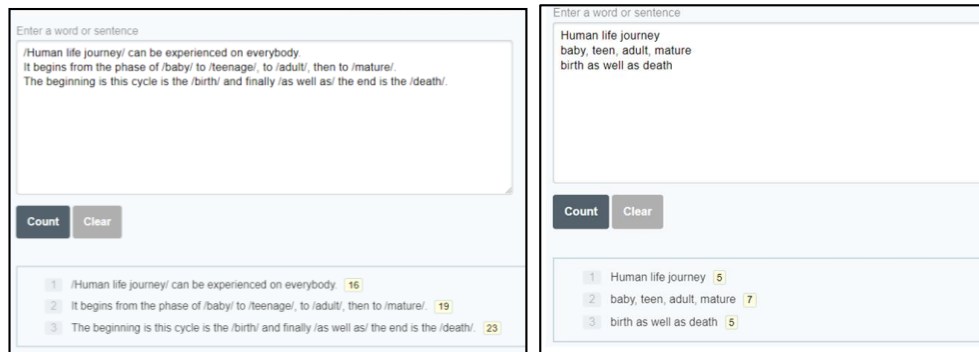 Enter a word or sentence
/Human life journey/ can be experienced on everybody.
It begins from the phase of /baby/ to /teenage/, to /adult/, then to /mature/.
The beginning is this cycle is the /birth/ and finally /as well as/ the end is the /death/.
Count Clear
1 /Human life journey/ can be experienced on everybody. 16
2 It begins from the phase of /baby/ to /teenage/, to /adult/, then to /mature/. 19
3 The beginning is this cycle is the /birth/ and finally /as well as/ the end is the /death/. 23
Enter a word or sentence
Human life journey
baby, teen, adult, mature
birth as well as death
Count Clear
1 Human life journey 5
2 baby, teen, adult, mature 7
3 birth as well as death 5